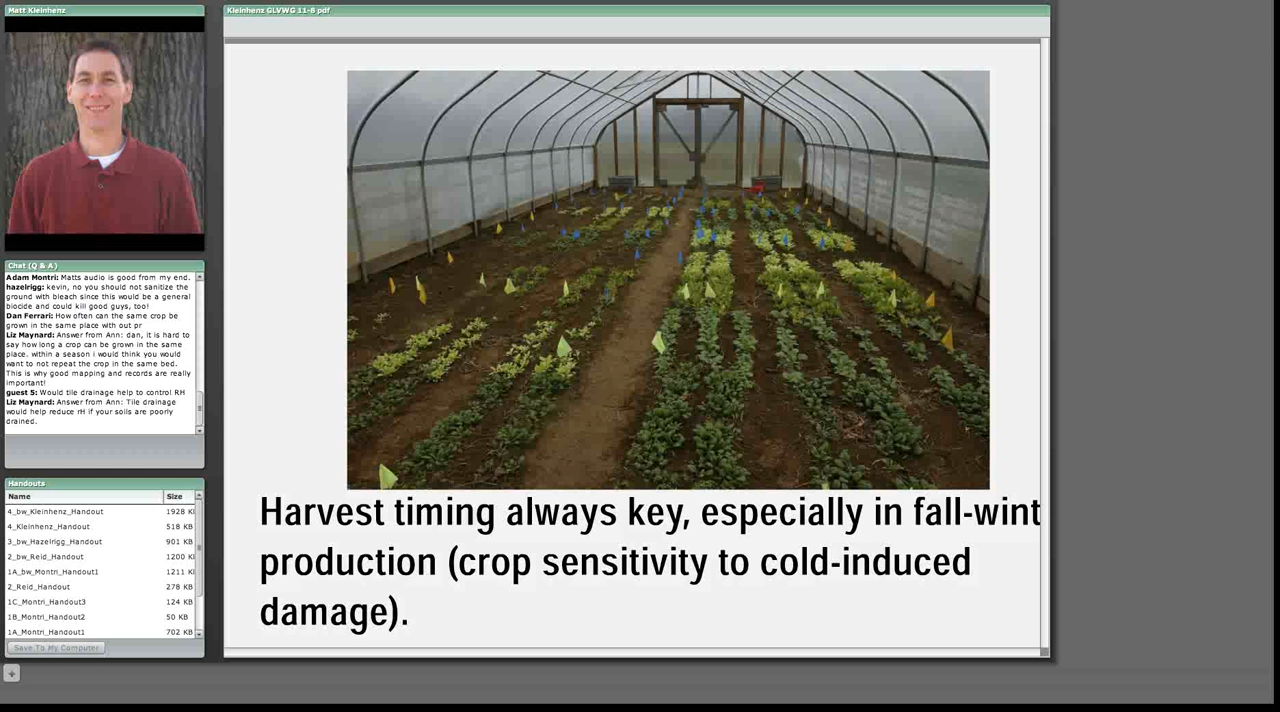 Matt Kleinhenz
Kleinhenz GLVWG 11-8 pdf
Chat (Q & A)
Adam Montri: Matts audio is good from my end.
hazelrigg: kevin, no you should not sanitize the
ground with bleach since this would be a general
biocide and could kill good guys, too!
Dan Ferrari: How often can the same crop be
grown in the same place with out pr
Liz Maynard: Answer from Ann: dan, it is hard to
say how long a crop can be grown in the same
place. within a season i would think you would
want to not repeat the crop in the same bed.
This is why good mapping and records are really
important!
guest 5: Would tile drainage help to control RH
Liz Maynard: Answer from Ann: Tile drainage
would help reduce rH if your soils are poorly
drained.
Handouts
Name Size
4_bw_Kleinhenz_Handout 1928 K
4_Kleinhenz_Handout 518 KB
3_bw_Hazelrigg_Handout 901 KB
2_bw_Reid_Handout 1200 K
1A_bw_Montri_Handout1 1211 K
2_Reid_Handout 278 KB
1C_Montri_Handout3 124 KB
1B_Montri_Handout2 50 KB
1A_Montri_Handout1 702 KB
Save To My Computer
Harvest timing always key, especially in fall-wint
production (crop sensitivity to cold-induced
damage).